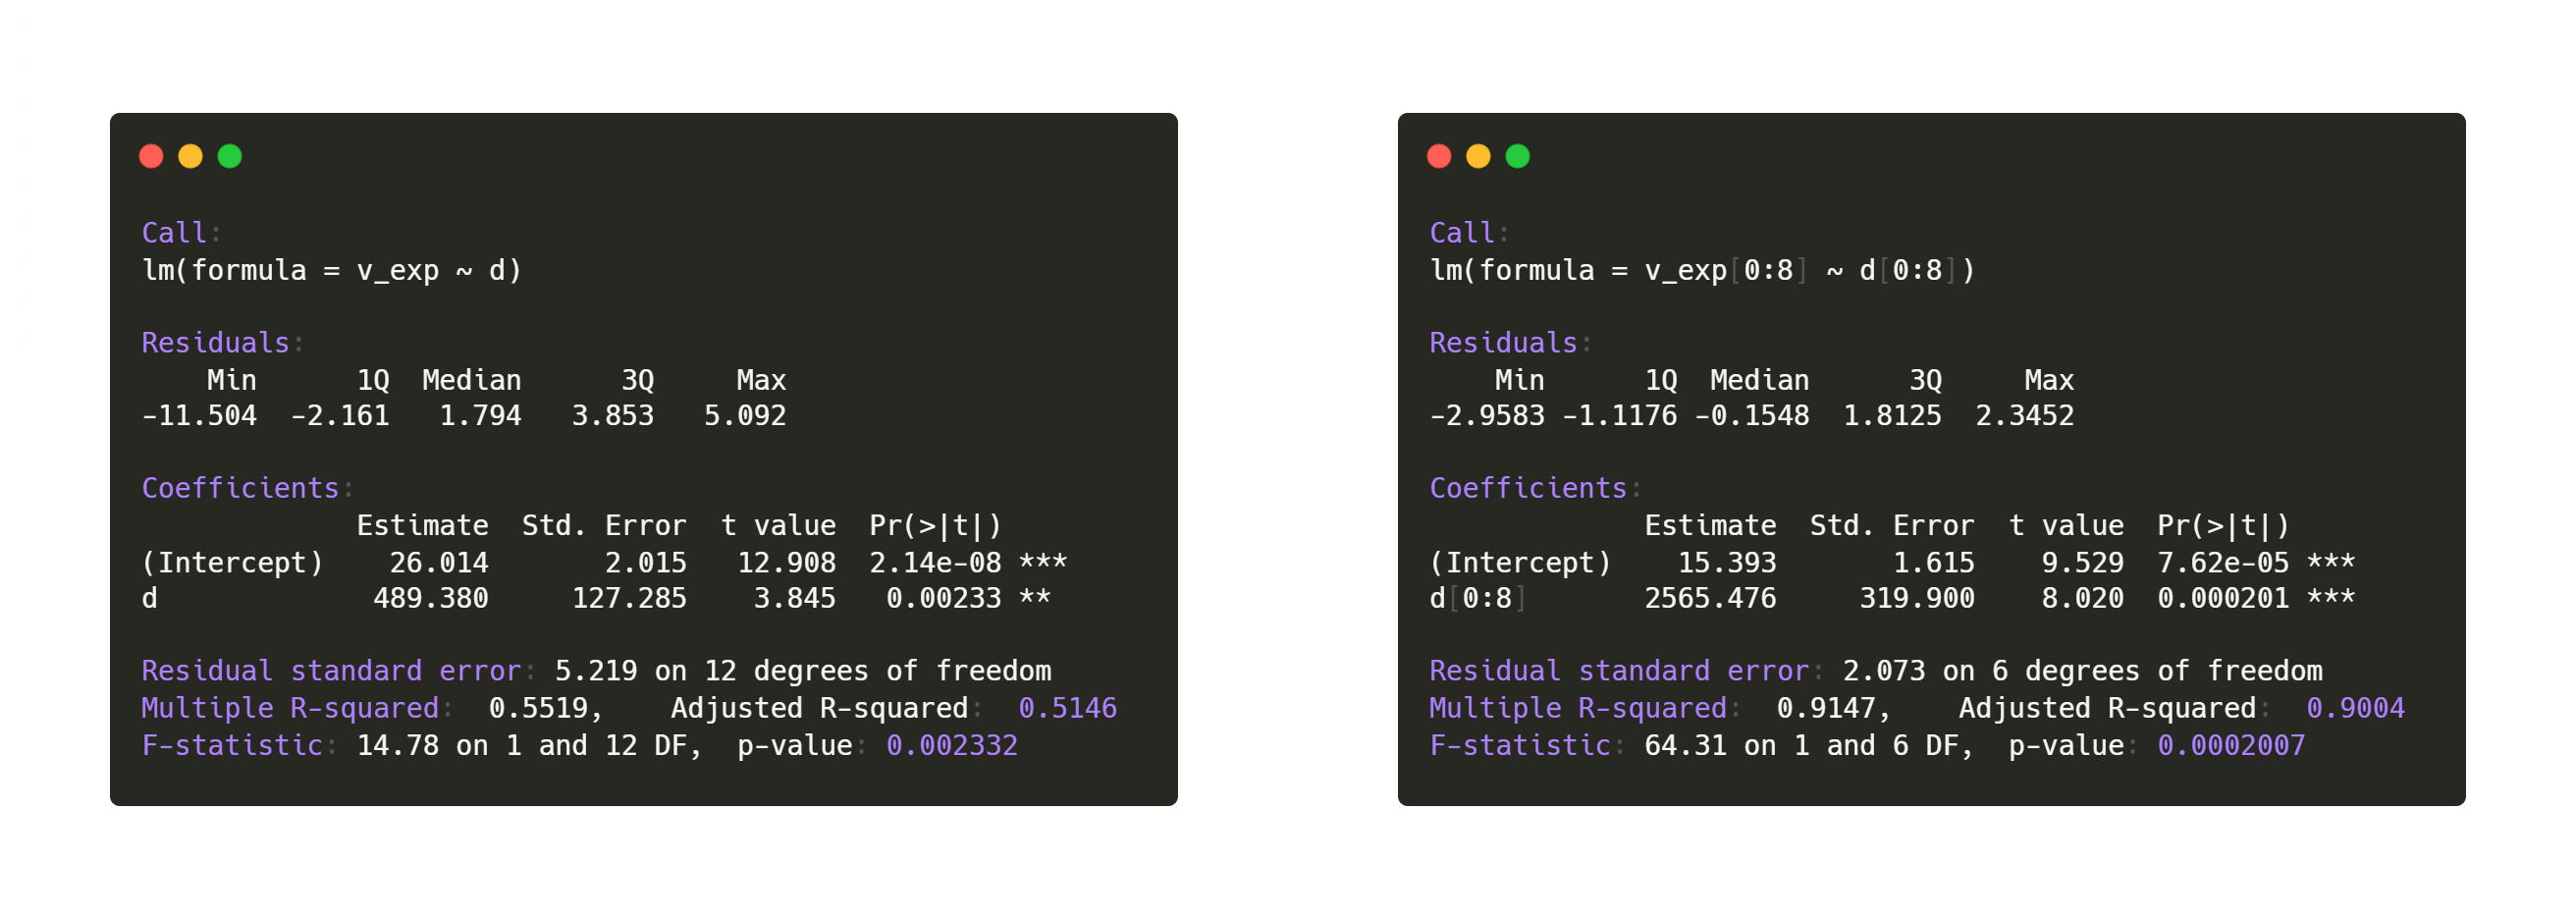 Call:
lm(formula = v_exp ~ d)
Residuals:
Min 1Q Median 3Q Max
-11.504 -2.161 1.794 3.853 5.092
Coefficients:
Estimate Std. Error t value Pr(>|t|)
(Intercept) 26.014 2.015 12.908 2.14e-08 ***
d 489.380 127.285 3.845 0.00233 **
Residual standard error: 5.219 on 12 degrees of freedom
Multiple R-squared: 0.5519, Adjusted R-squared: 0.5146
F-statistic: 14.78 on 1 and 12 DF, p-value: 0.002332
Call:
lm(formula = v_exp[0:8] ~ d[0:8])
Residuals:
Min 1Q Median 3Q Max
-2.9583 -1.1176 -0.1548 1.8125 2.3452
Coefficients:
Estimate Std. Error t value Pr(>|t|)
(Intercept) 15.393 1.615 9.529 7.62e-05 ***
d[0:8] 2565.476 319.900 8.020 0.000201 ***
Residual standard error: 2.073 on 6 degrees of freedom
Multiple R-squared: 0.9147, Adjusted R-squared: 0.9004
F-statistic: 64.31 on 1 and 6 DF, p-value: 0.0002007